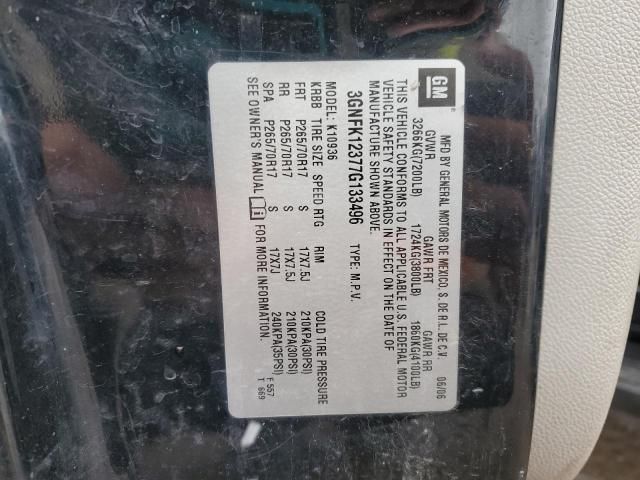 GM
MFD BY GENERAL MOTORS DE MEXICO, S. DE R.L. DE C.V. 06/06
GVWR GAWR FRT GAWR RR
3266KG(7200LB) 1724KG(3800LB) 1860KG(4100LB)
THIS VEHICLE CONFORMS TO ALL APPLICABLE U.S. FEDERAL MOTOR
VEHICLE SAFETY STANDARDS IN EFFECT ON THE DATE OF
MANUFACTURE SHOWN ABOVE.
3GNFK12377G133496 TYPE: M.P.V.
MODEL: K10936
KRBB TIRE SIZE SPEED RTG RIM COLD TIRE PRESSURE
FRT P265/70R17 S 17X7.5J 210KPA(30PSI)
RR P265/70R17 S 17X7.5J 210KPA(30PSI)
SPA P265/70R17 S 17X7J 240KPA(35PSI)
SEE OWNER'S MANUAL FOR MORE INFORMATION.
F 557
T 669